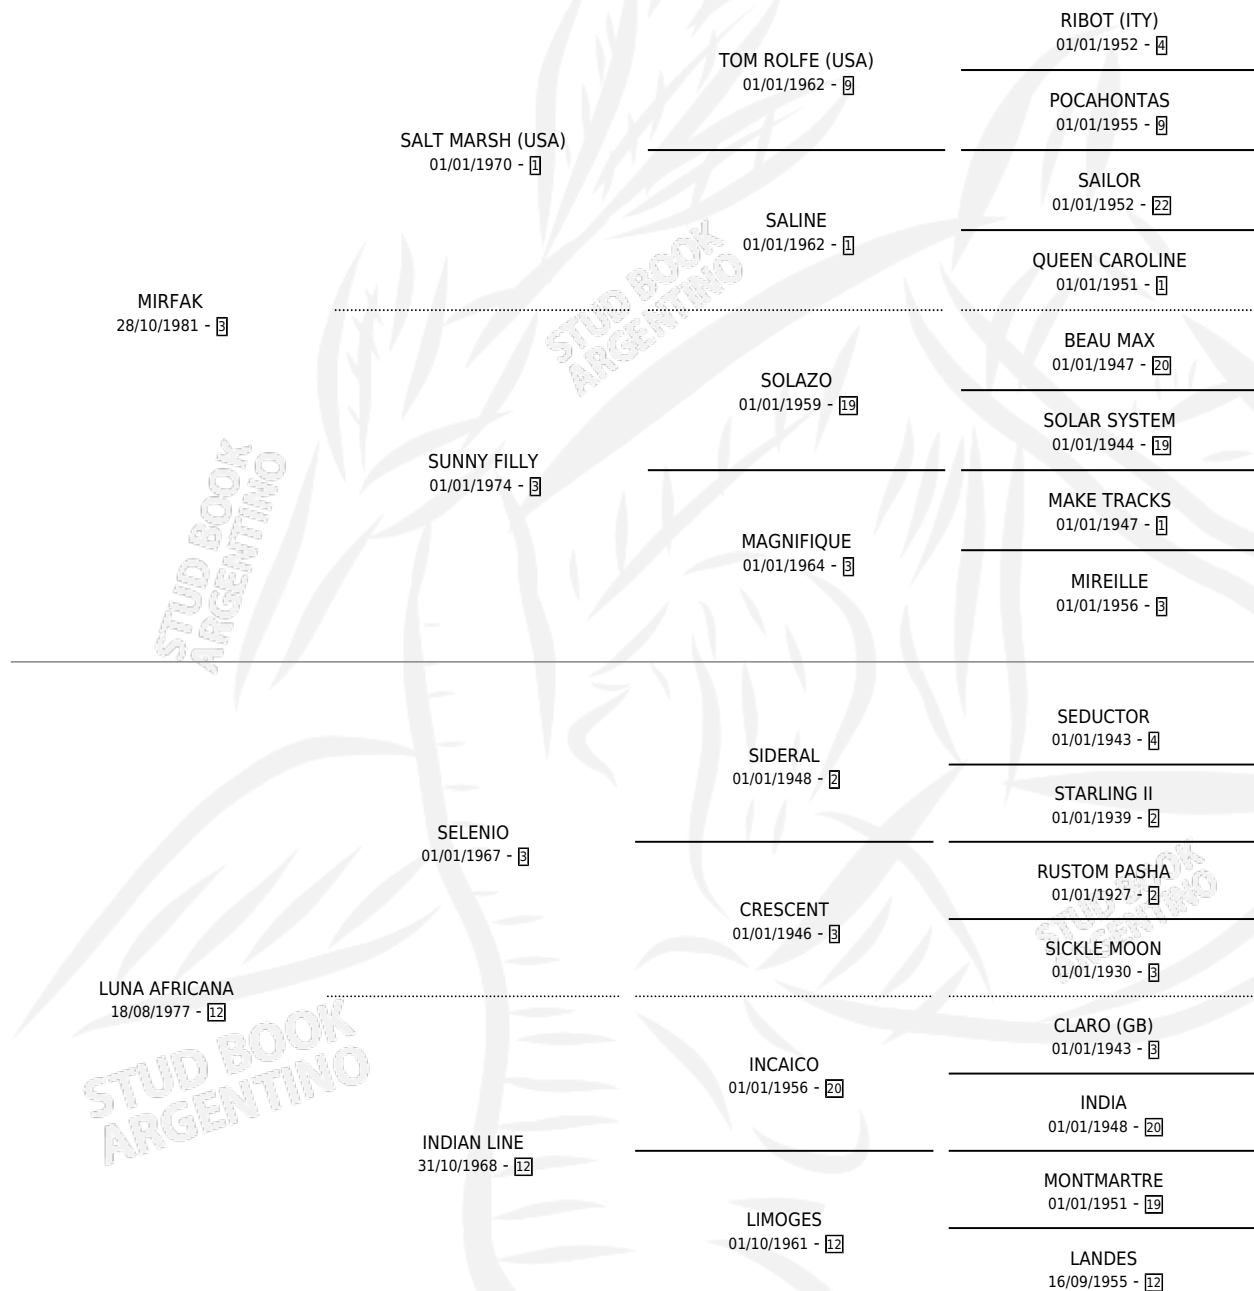 RIBOT (ITY)
01/01/1952 - 4
TOM ROLFE (USA)
01/01/1962 - 9
POCAHONTAS
01/01/1955 - 9
SALT MARSH (USA)
01/01/1970 - 1
SAILOR
01/01/1952 - 22
SALINE
01/01/1962 - 1
QUEEN CAROLINE
01/01/1951 - 1
MIRFAK
28/10/1981 - 3
BEAU MAX
01/01/1947 - 20
SOLAZO
01/01/1959 - 19
SOLAR SYSTEM
01/01/1944 - 19
SUNNY FILLY
01/01/1974 - 3
MAKE TRACKS
01/01/1947 - 1
MAGNIFIQUE
01/01/1964 - 3
MIREILLE
01/01/1956 - 3
SEDUCTOR
01/01/1943 - 4
SIDERAL
01/01/1948 - 2
STARLING II
01/01/1939 - 2
SELENIO
01/01/1967 - 3
RUSTOM PASHA
01/01/1927 - 2
CRESCENT
01/01/1946 - 3
SICKLE MOON
01/01/1930 - 3
LUNA AFRICANA
18/08/1977 - 12
CLARO (GB)
01/01/1943 - 3
INCAICO
01/01/1956 - 20
INDIA
01/01/1948 - 20
INDIAN LINE
31/10/1968 - 12
MONTMARTRE
01/01/1951 - 19
LIMOGES
01/10/1961 - 12
LANDES
16/09/1955 - 12
STUD BOOK
ARGENTINO
STUD BOOK
ARGENTINO
STUD BOOK
ARGENTINO
STUD BOOK
ARGENTINO